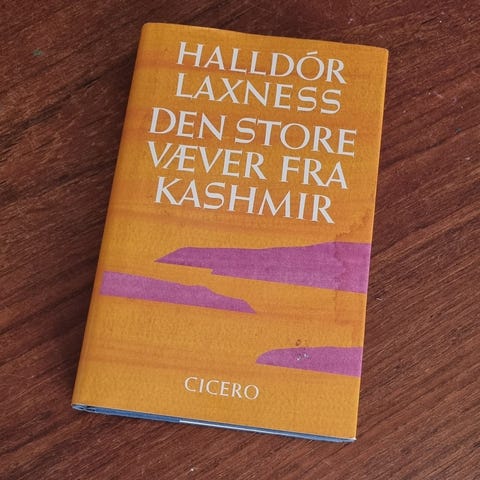 HALLDÓR
LAXNESS
DEN STORE
VÆVER FRA
KASHMIR
CICERO